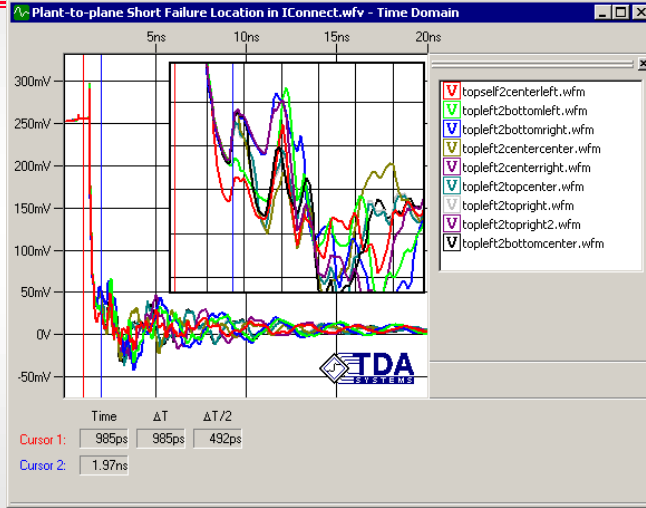 Plant-to-plane Short Failure Location in IConnect.wfv - Time Domain
5ns 10ns 15ns 20ns
300mV
250mV
200mV
150mV
100mV
50mV
0V
-50mV
V topself2centerleft.wfm
V topleft2bottomleft.wfm
V topleft2bottomright.wfm
V topleft2centercenter.wfm
V topleft2centerright.wfm
V topleft2topcenter.wfm
V topleft2topright.wfm
V topleft2topright2.wfm
V topleft2bottomcenter.wfm
TDA
SYSTEMS
Time ΔT ΔT/2
Cursor 1: 985ps 985ps 492ps
Cursor 2: 1.97ns